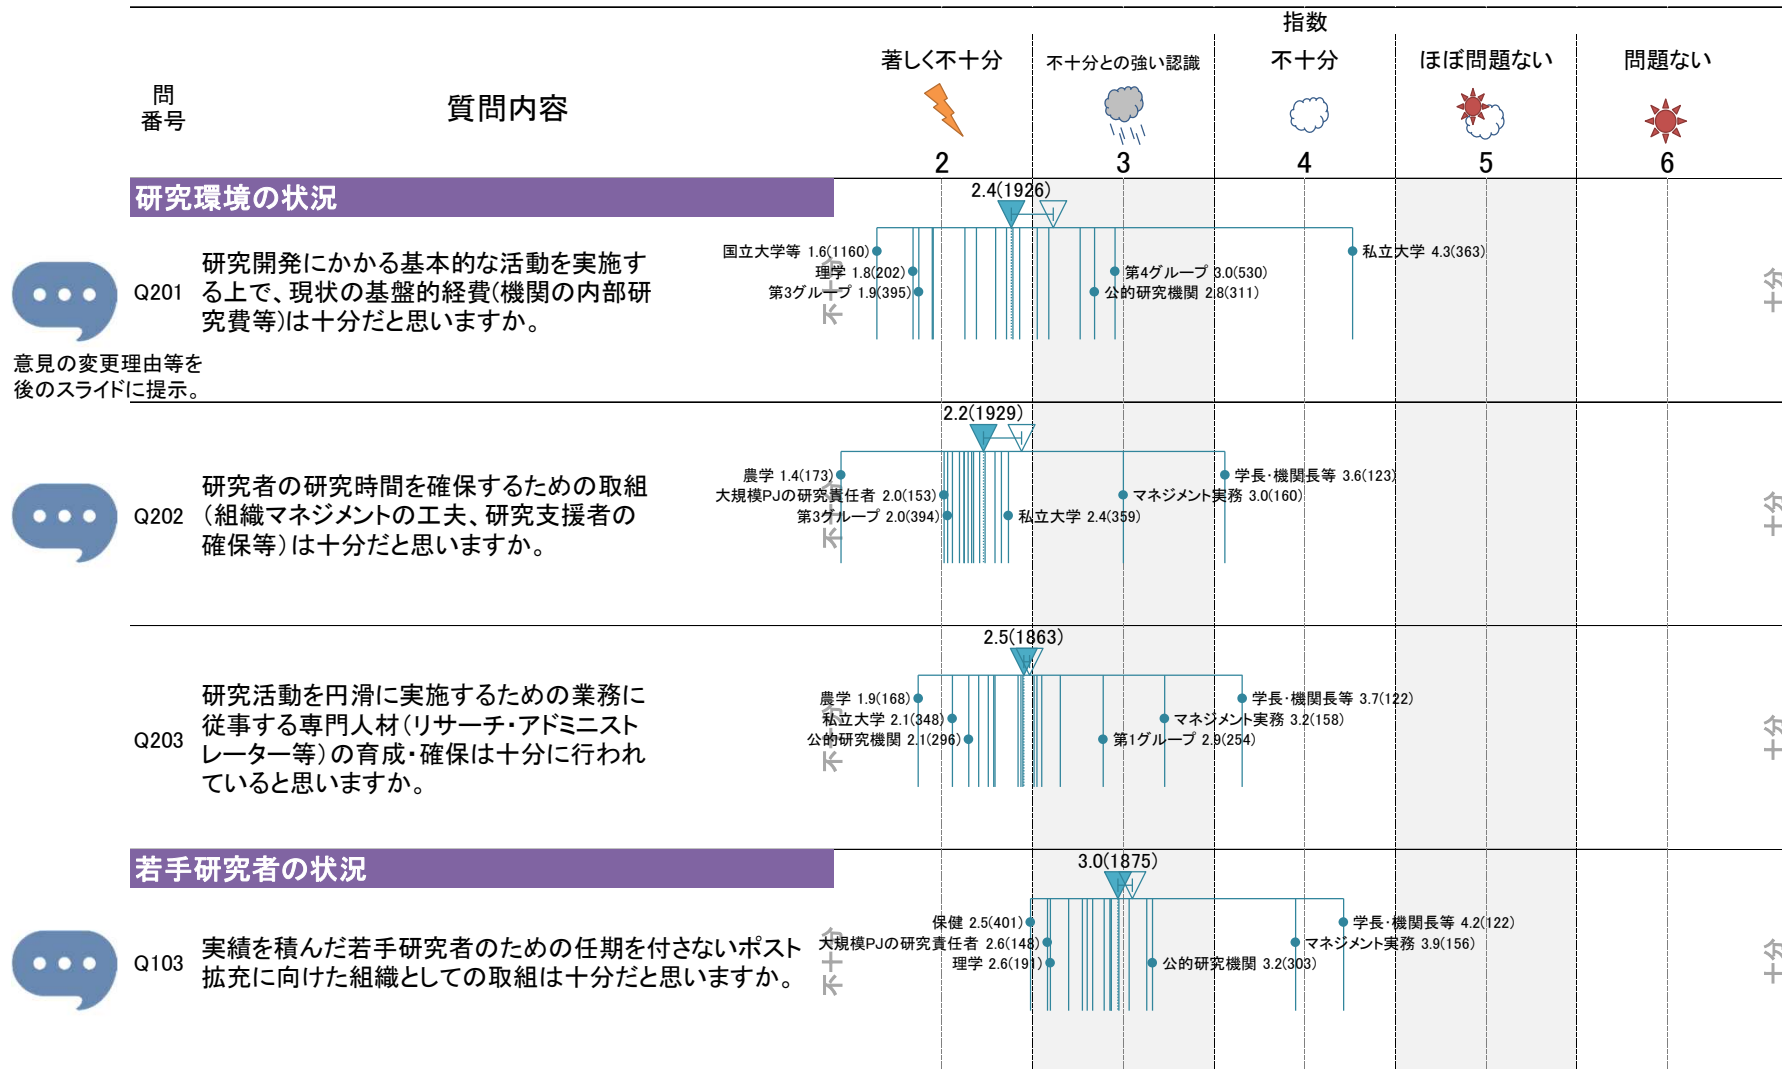 指数
著しく不十分
不十分との強い認識
不十分
ほぼ問題ない
問題ない
問
番号
質問内容
2
3
4
5
6
研究環境の状況
2.4(1926)
Q201
研究開発にかかる基本的な活動を実施す
る上で、現状の基盤的経費(機関の内部研
究費等)は十分だと思いますか。
国立大学等 1.6(1160)
理学 1.8(202)
第3グループ 1.9(395)
私立大学 4.3(363)
第4グループ 3.0(530)
公的研究機関 2.8(311)
不十分
十分
意見の変更理由等を
後のスライドに提示。
2.2(1929)
Q202
研究者の研究時間を確保するための取組
(組織マネジメントの工夫、研究支援者の
確保等)は十分だと思いますか。
農学 1.4(173)
大規模PJの研究責任者 2.0(153)
第3グループ 2.0(394)
学長・機関長等 3.6(123)
マネジメント実務 3.0(160)
私立大学 2.4(359)
不十分
十分
2.5(1863)
Q203
研究活動を円滑に実施するための業務に
従事する専門人材(リサーチ・アドミニスト
レーター等)の育成・確保は十分に行われ
ていると思いますか。
農学 1.9(168)
私立大学 2.1(348)
公的研究機関 2.1(296)
学長・機関長等 3.7(122)
マネジメント実務 3.2(158)
第1グループ 2.9(254)
不十分
十分
若手研究者の状況
3.0(1875)
Q103
実績を積んだ若手研究者のための任期を付さないポスト
拡充に向けた組織としての取組は十分だと思いますか。
保健 2.5(401)
大規模PJの研究責任者 2.6(148)
理学 2.6(191)
学長・機関長等 4.2(122)
マネジメント実務 3.9(156)
公的研究機関 3.2(303)
不十分
十分